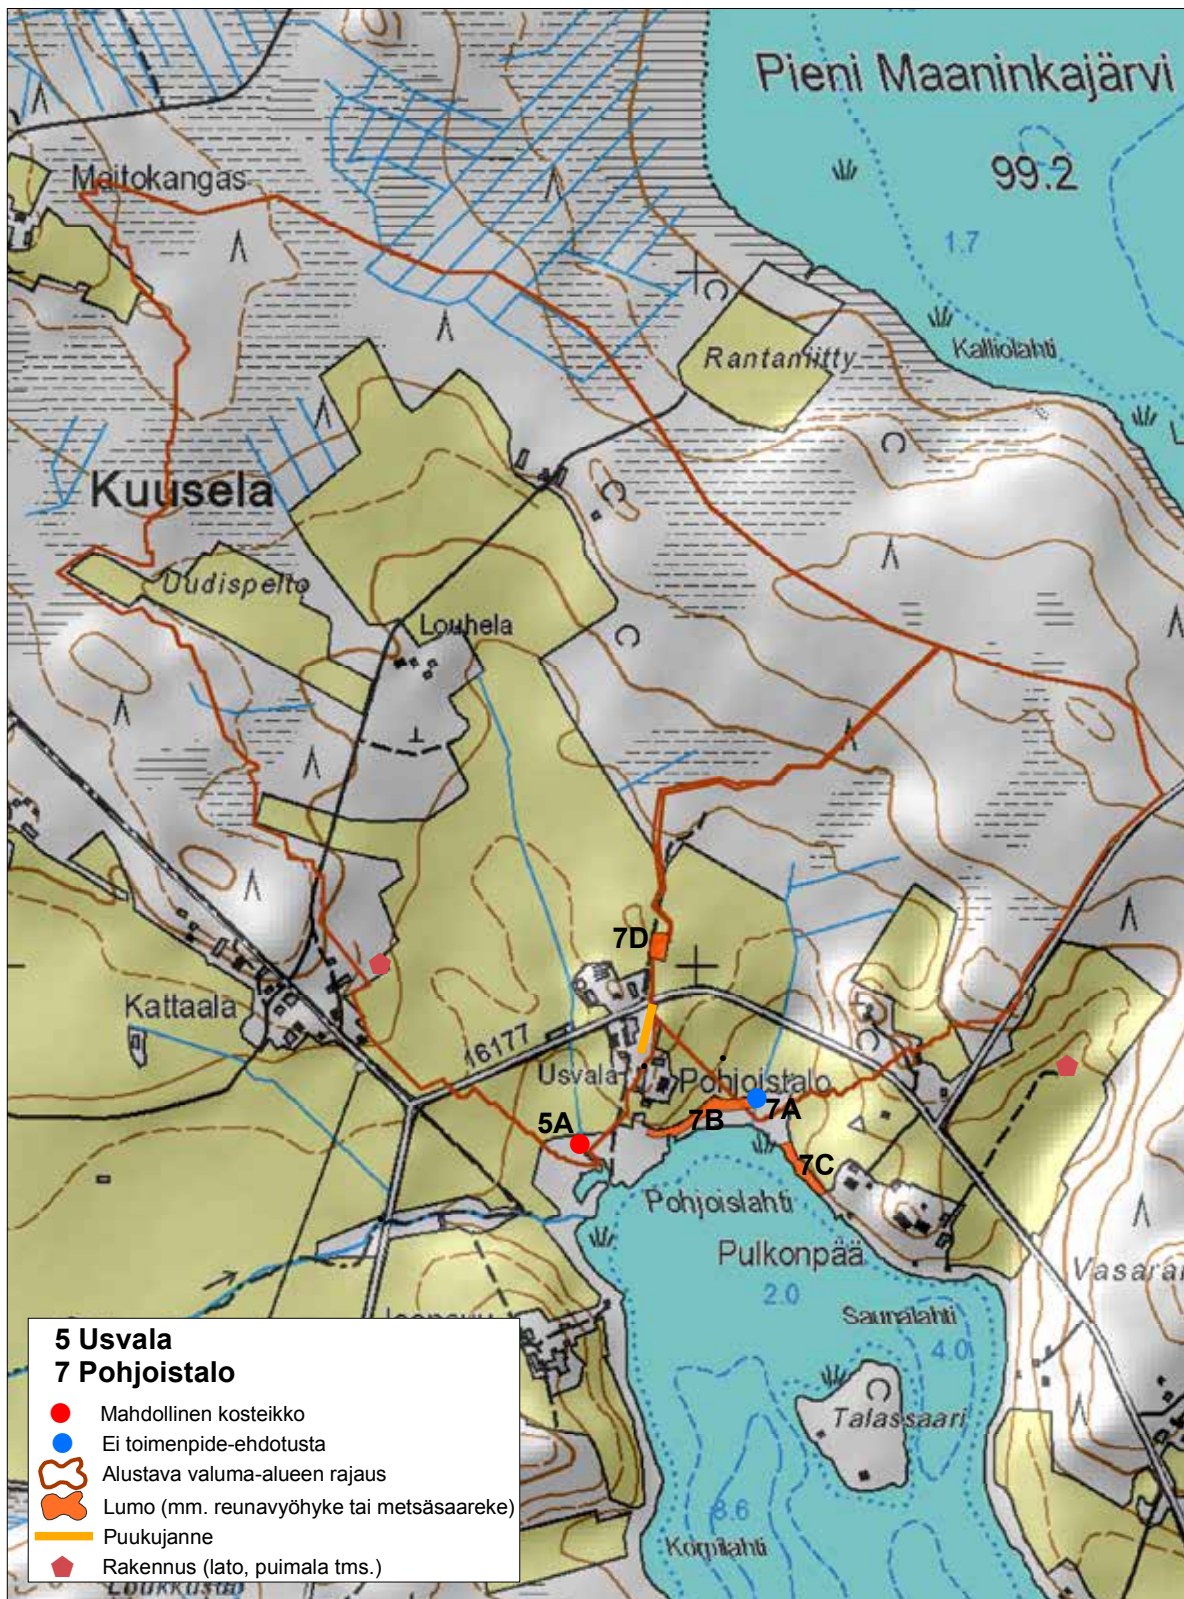 Pieni Maaninkajärvi
99.2
1.7
Maitokangas
Kalliolahti
Rantaniitty
Kuusela
Uudispelto
Louhela
7D
Kattaala
16177
Usvala
Pohjoistalo
5A
7B
7A
7C
Pohjoislahti
Pulkonpää
2.0
Saunalahti
4.0
Talassaari
3.6
Korpilahti
5 Usvala
7 Pohjoistalo
Mahdollinen kosteikko
Ei toimenpide-ehdotusta
Alustava valuma-alueen rajaus
Lumo (mm. reunavyöhyke tai metsäsaareke)
Puukujanne
Rakennus (lato, puimala tms.)